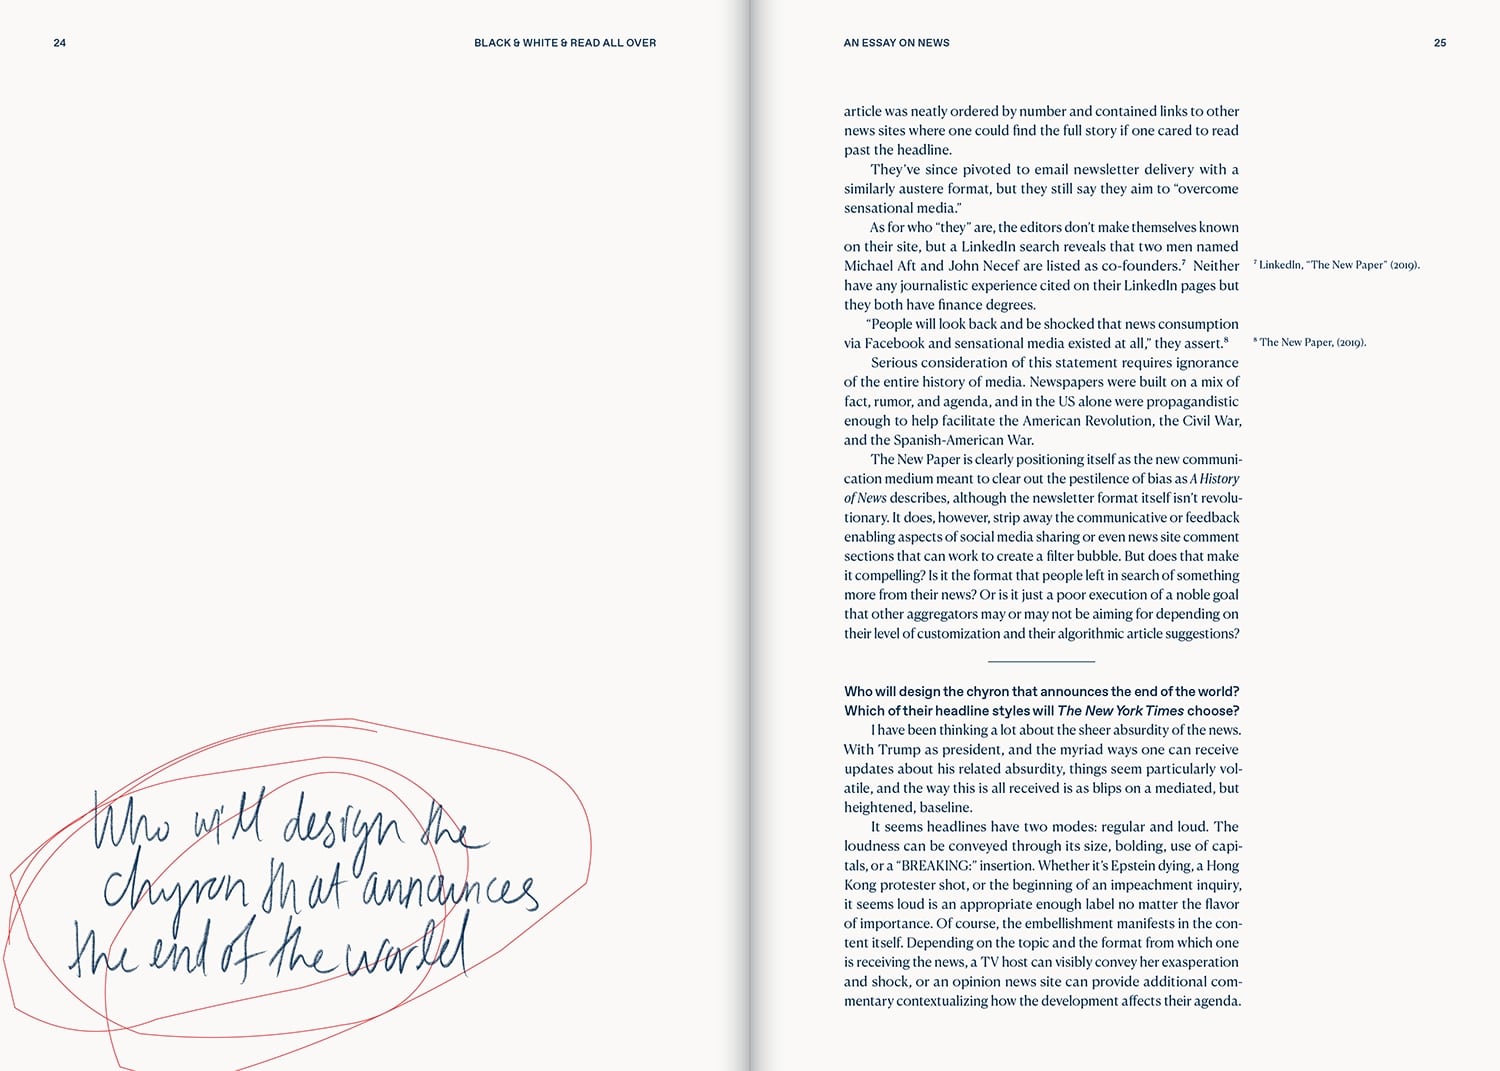 24
BLACK & WHITE & READ ALL OVER
Who will design the
chyron that announces
the end of the world
AN ESSAY ON NEWS
25
article was neatly ordered by number and contained links to other
news sites where one could find the full story if one cared to read
past the headline.
They’ve since pivoted to email newsletter delivery with a
similarly austere format, but they still say they aim to “overcome
sensational media.”
As for who “they” are, the editors don’t make themselves known
on their site, but a LinkedIn search reveals that two men named
Michael Aft and John Necef are listed as co-founders.⁷ Neither
have any journalistic experience cited on their LinkedIn pages but
they both have finance degrees.
“People will look back and be shocked that news consumption
via Facebook and sensational media existed at all,” they assert.⁸
Serious consideration of this statement requires ignorance
of the entire history of media. Newspapers were built on a mix of
fact, rumor, and agenda, and in the US alone were propagandistic
enough to help facilitate the American Revolution, the Civil War,
and the Spanish-American War.
The New Paper is clearly positioning itself as the new communi-
cation medium meant to clear out the pestilence of bias as A History
of News describes, although the newsletter format itself isn’t revolu-
tionary. It does, however, strip away the communicative or feedback
enabling aspects of social media sharing or even news site comment
sections that can work to create a filter bubble. But does that make
it compelling? Is it the format that people left in search of something
more from their news? Or is it just a poor execution of a noble goal
that other aggregators may or may not be aiming for depending on
their level of customization and their algorithmic article suggestions?
Who will design the chyron that announces the end of the world?
Which of their headline styles will The New York Times choose?
I have been thinking a lot about the sheer absurdity of the news.
With Trump as president, and the myriad ways one can receive
updates about his related absurdity, things seem particularly vol-
atile, and the way this is all received is as blips on a mediated, but
heightened, baseline.
It seems headlines have two modes: regular and loud. The
loudness can be conveyed through its size, bolding, use of capi-
tals, or a “BREAKING:” insertion. Whether it’s Epstein dying, a Hong
Kong protester shot, or the beginning of an impeachment inquiry,
it seems loud is an appropriate enough label no matter the flavor
of importance. Of course, the embellishment manifests in the con-
tent itself. Depending on the topic and the format from which one
is receiving the news, a TV host can visibly convey her exasperation
and shock, or an opinion news site can provide additional com-
mentary contextualizing how the development affects their agenda.
⁷ LinkedIn, “The New Paper” (2019).
⁸ The New Paper, (2019).